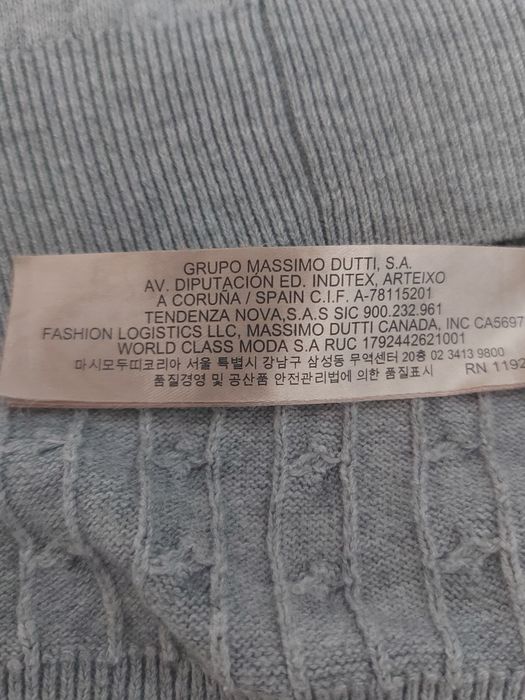 GRUPO MASSIMO DUTTI, S.A.
AV. DIPUTACIÓN ED. INDITEX, ARTEIXO
A CORUÑA / SPAIN C.I.F. A-78115201
TENDENZA NOVA,S.A.S SIC 900.232.961
FASHION LOGISTICS LLC, MASSIMO DUTTI CANADA, INC CA5697
WORLD CLASS MODA S.A RUC 1792442621001
마시모두띠코리아 서울 특별시 강남구 삼성동 무역센터 20층 02 3413 9800
품질경영 및 공산품 안전관리법에 의한 품질표시 RN 1192